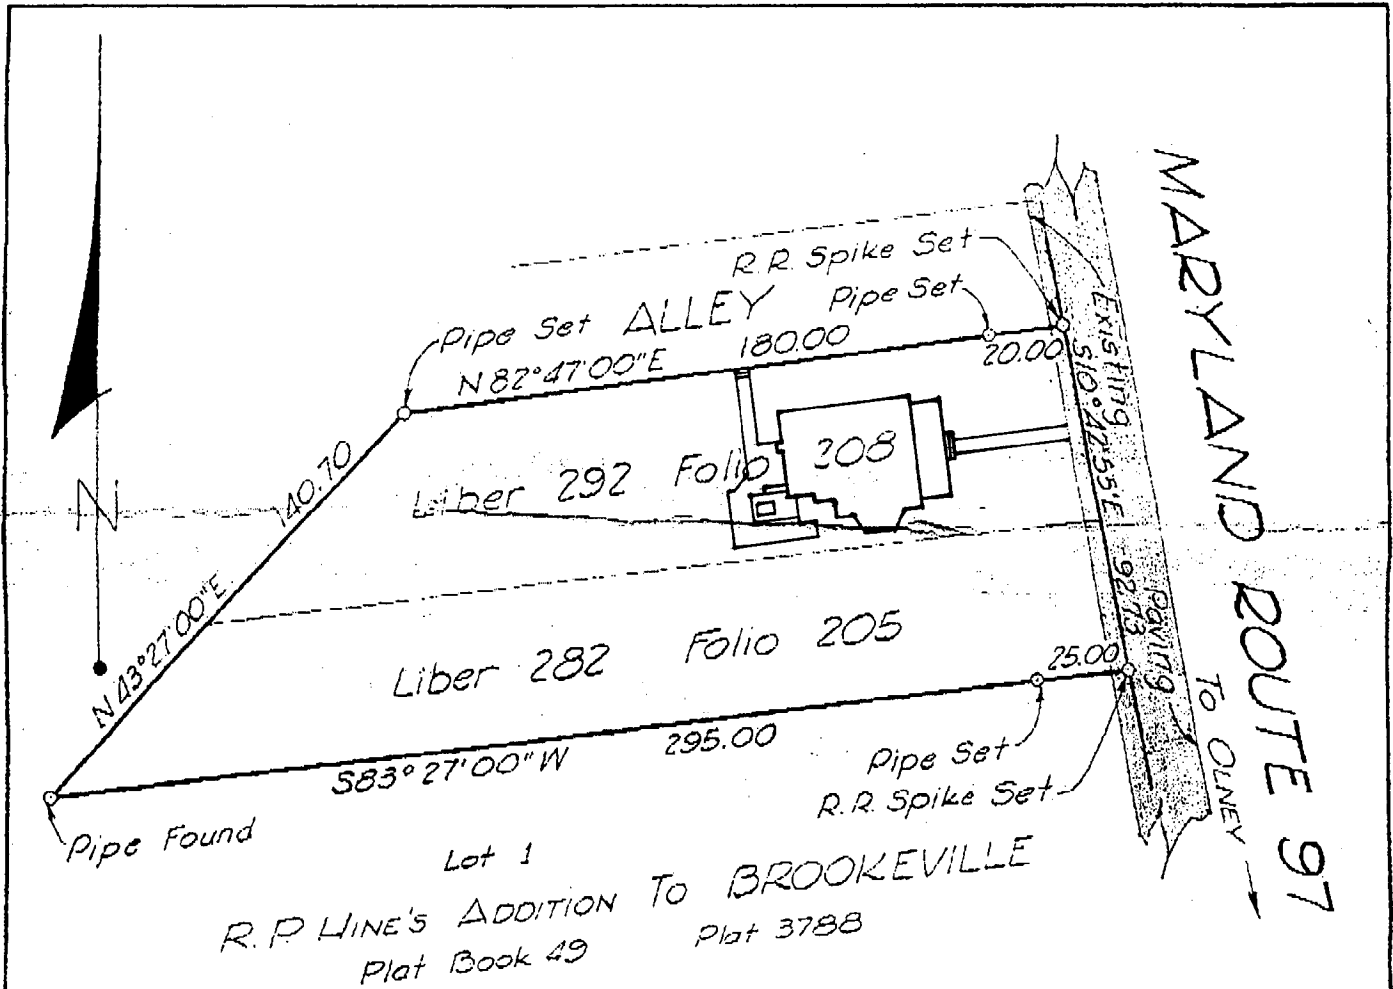 MARYLAND ROUTE 97
R.R. Spike Set
Pipe Set
Pipe Set
ALLEY
N 82°47'00"E
180.00
20.00
Existing
Paving
S10°42'55"E
92.73
N
140.70
N 43°27'00"E
Liber 292 Folio 208
Liber 282 Folio 205
25.00
295.00
S83°27'00"W
Pipe Set
R.R. Spike Set
To OLNEY
Pipe Found
Lot 1
R.P. HINE'S ADDITION To BROOKEVILLE
Plat Book 49 Plat 3788